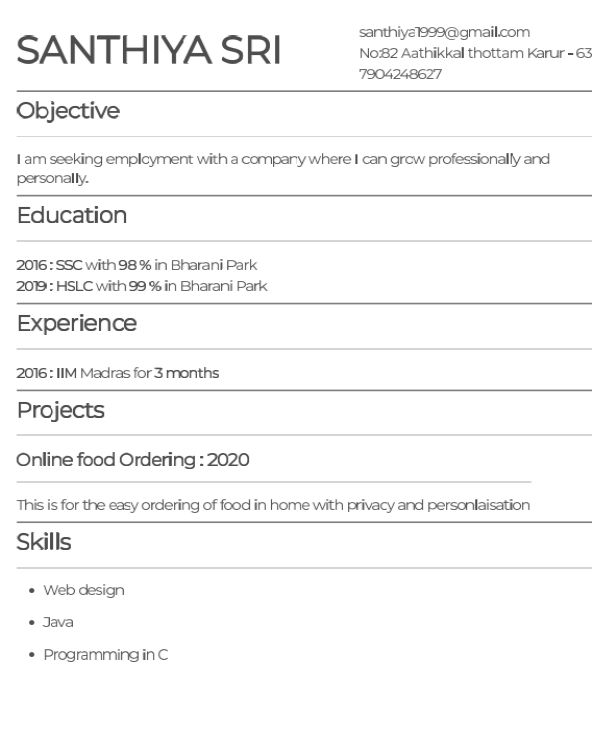 SANTHIYA SRI
santhiya1999@gmail.com
No:82 Aathikkal thottam Karur - 63
7904248627
Objective
I am seeking employment with a company where I can grow professionally and
personally.
Education
2016 : SSC with 98 % in Bharani Park
2019 : HSLC with 99 % in Bharani Park
Experience
2016 : IIM Madras for 3 months
Projects
Online food Ordering : 2020
This is for the easy ordering of food in home with privacy and personlaisation
Skills
• Web design
• Java
• Programming in C